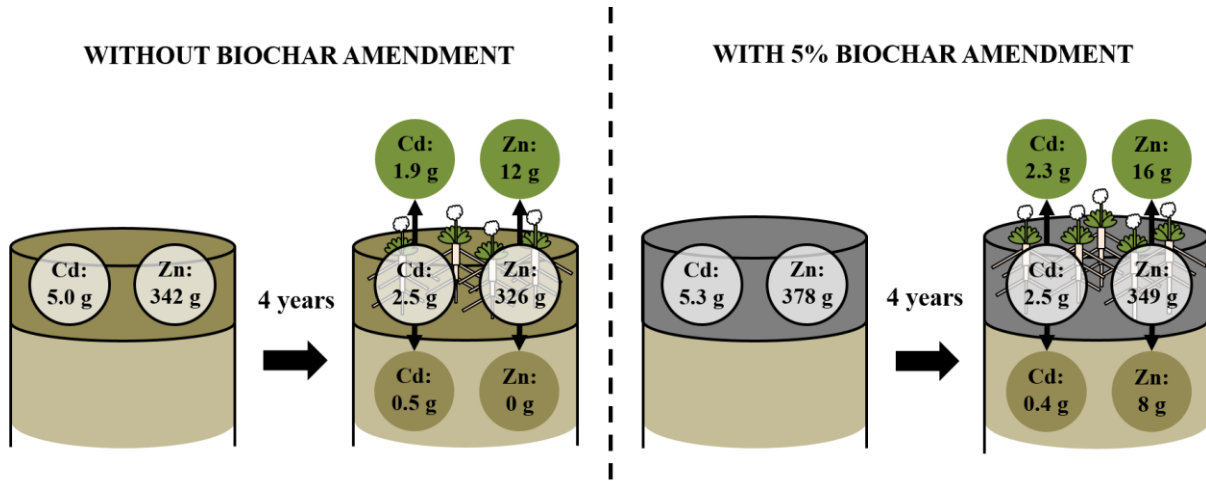 WITHOUT BIOCHAR AMENDMENT
Cd:
1.9 g
Zn:
12 g
Cd:
5.0 g
Zn:
342 g
4 years
Cd:
2.5 g
Zn:
326 g
Cd:
0.5 g
Zn:
0 g
WITH 5% BIOCHAR AMENDMENT
Cd:
2.3 g
Zn:
16 g
Cd:
5.3 g
Zn:
378 g
4 years
Cd:
2.5 g
Zn:
349 g
Cd:
0.4 g
Zn:
8 g